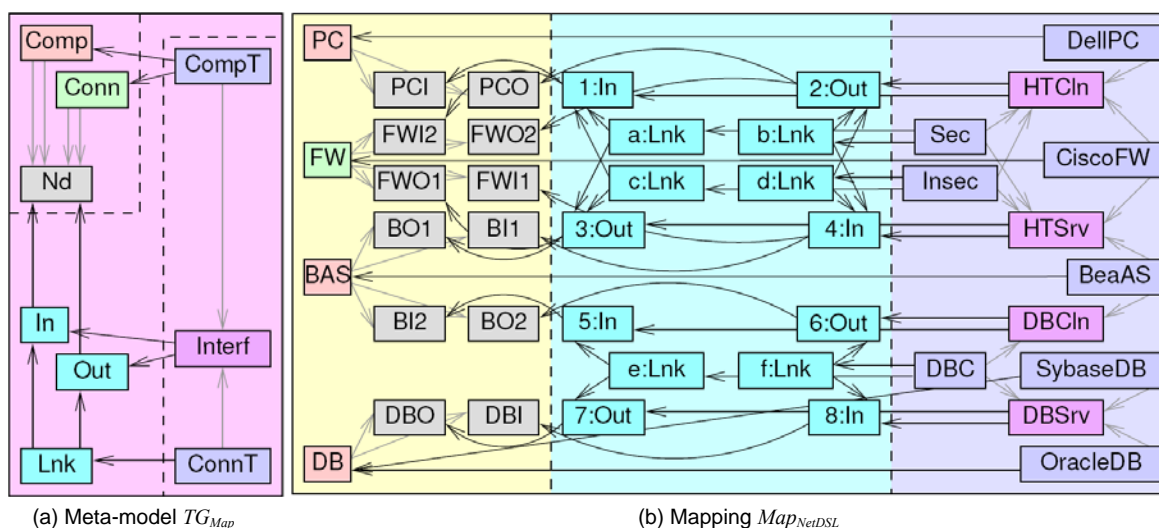 Comp
CompT
Conn
Nd
In
Interf
Out
Lnk
ConnT
(a) Meta-model TG_Map
PC DellPC
PCI PCO 1:In 2:Out HTCln
FWI2 FWO2 a:Lnk b:Lnk Sec
FW CiscoFW
FWO1 FWI1 c:Lnk d:Lnk Insec
BO1 BI1 3:Out 4:In HTSrv
BAS BeaAS
BI2 BO2 5:In 6:Out DBCln
e:Lnk f:Lnk DBC SybaseDB
DBO DBI 7:Out 8:In DBSrv
DB OracleDB
(b) Mapping Map_NetDSL